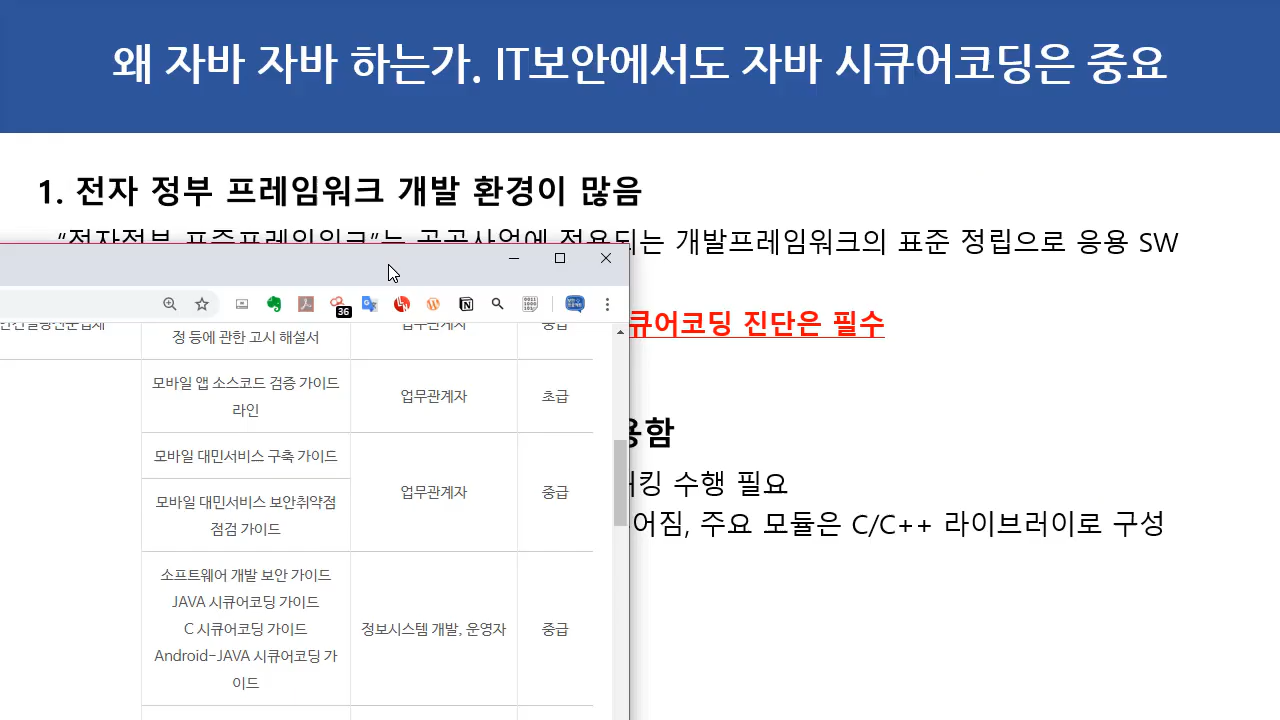 왜 자바 자바 하는가. IT보안에서도 자바 시큐어코딩은 중요
1. 전자 정부 프레임워크 개발 환경이 많음
“전자정부 표준프레임워크”는 공공사업에 적용되는 개발프레임워크의 표준 정립으로 응용 SW
큐어코딩 진단은 필수
용함
킹 수행 필요
어짐, 주요 모듈은 C/C++ 라이브러이로 구성
36
정 등에 관한 고시 해설서
업무관계자
중급
모바일 앱 소스코드 검증 가이드
라인
업무관계자
초급
모바일 대민서비스 구축 가이드
모바일 대민서비스 보안취약점
점검 가이드
업무관계자
중급
소프트웨어 개발 보안 가이드
JAVA 시큐어코딩 가이드
C 시큐어코딩 가이드
Android-JAVA 시큐어코딩 가
이드
정보시스템 개발, 운영자
중급